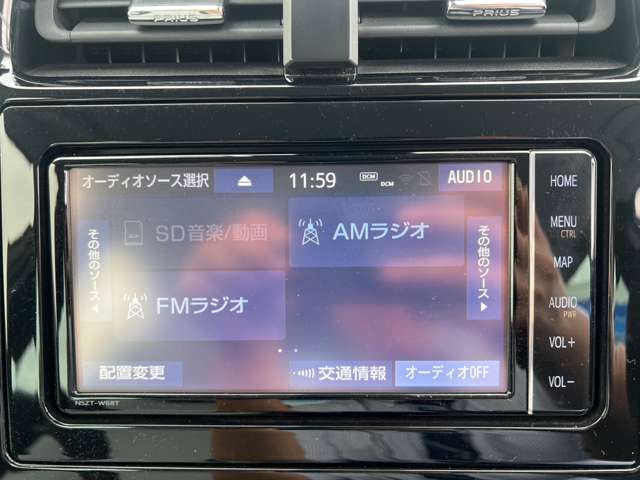 PRIUS
PRIUS
オーディオソース選択
11:59
DCM
DCM
AUDIO
HOME
SD音楽/動画
AMラジオ
MENU
CTRL
その他のソース
その他のソース
MAP
FMラジオ
AUDIO
PWR
VOL+
配置変更
交通情報
オーディオOFF
VOL−
NSZT-W68T